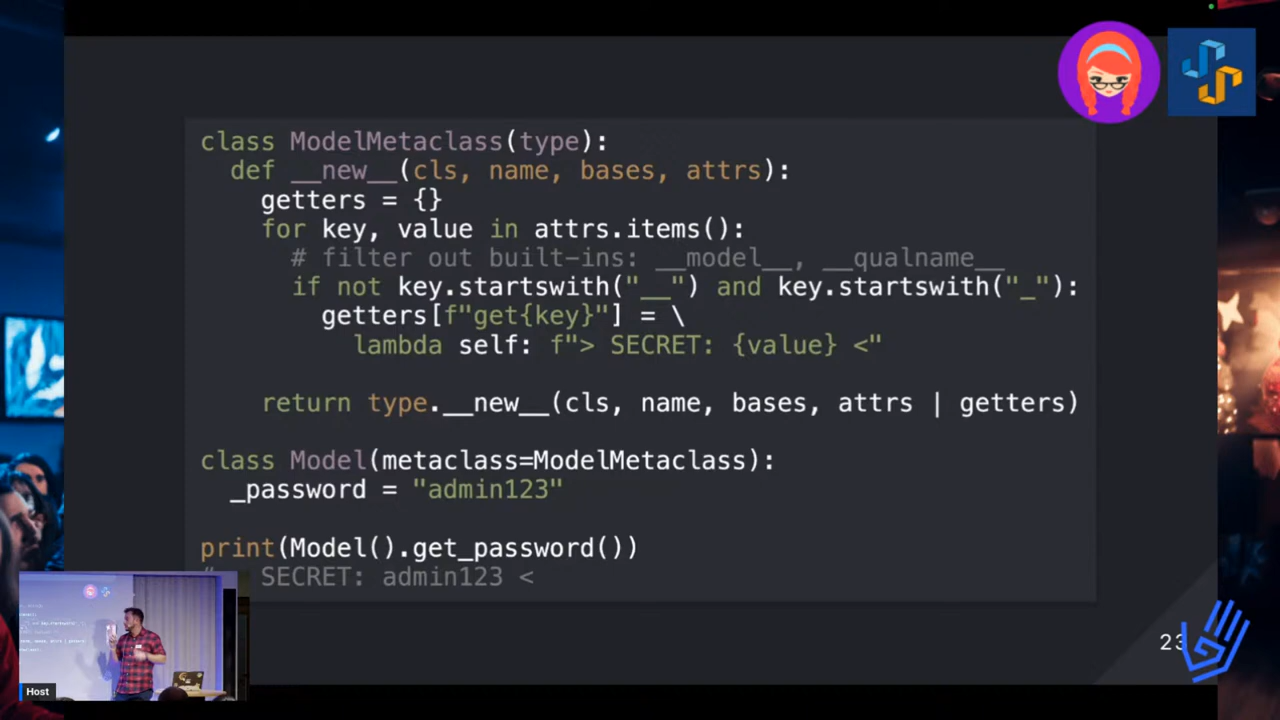 class ModelMetaclass(type):
def __new__(cls, name, bases, attrs):
getters = {}
for key, value in attrs.items():
# filter out built-ins: __model__, __qualname__
if not key.startswith("__") and key.startswith("_"):
getters[f"get{key}"] = \
lambda self: f"> SECRET: {value} <"
return type.__new__(cls, name, bases, attrs | getters)
class Model(metaclass=ModelMetaclass):
_password = "admin123"
print(Model().get_password())
# SECRET: admin123 <
23
Host